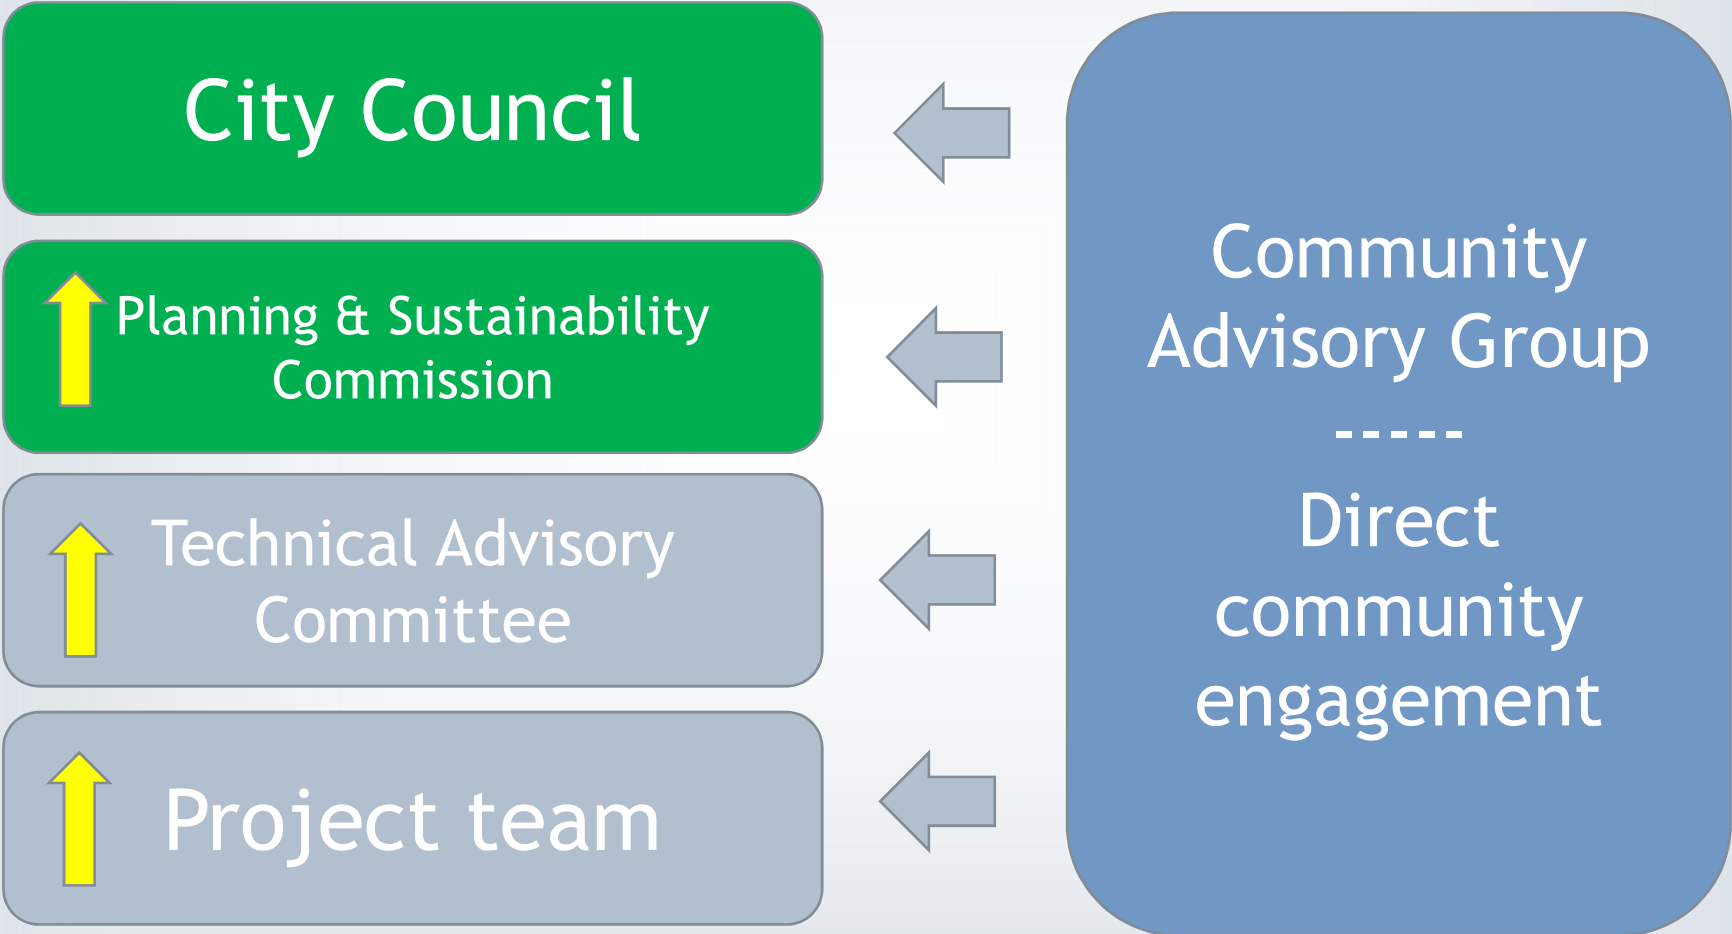 City Council
Planning & Sustainability
Commission
Technical Advisory
Committee
Project team
Community
Advisory Group
-----
Direct
community
engagement